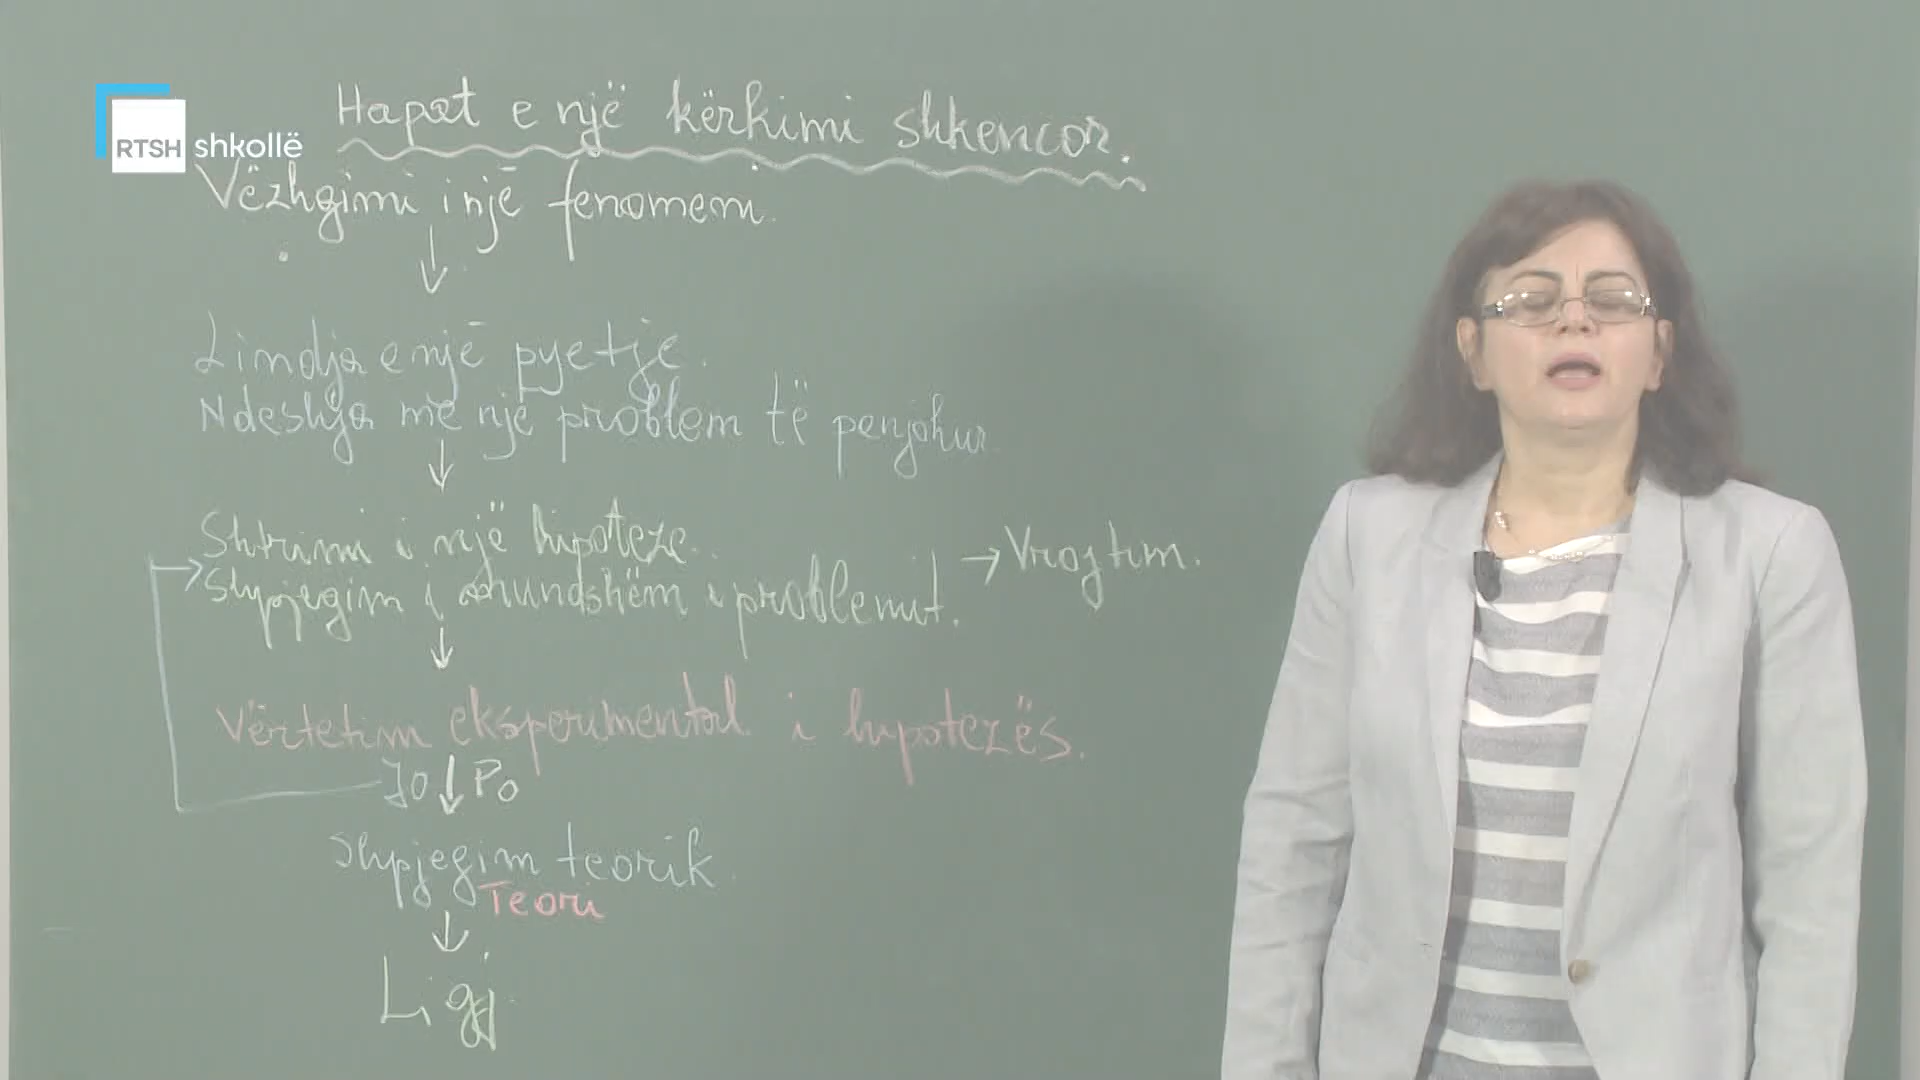 RTSH shkollë
Hapat e një kërkimi shkencor.
Vëzhgimi i një fenomeni.
↓
Lindja e një pyetje.
Ndeshja me një problem të panjohur
↓
Shtrimi i një hipoteze.
Shpjegim i mundshëm i problemit.
→ Vrojtim.
↓
Vërtetim eksperimental i hipotezës.
Jo ↓ Po
Shpjegim teorik
Teori
↓
Ligj